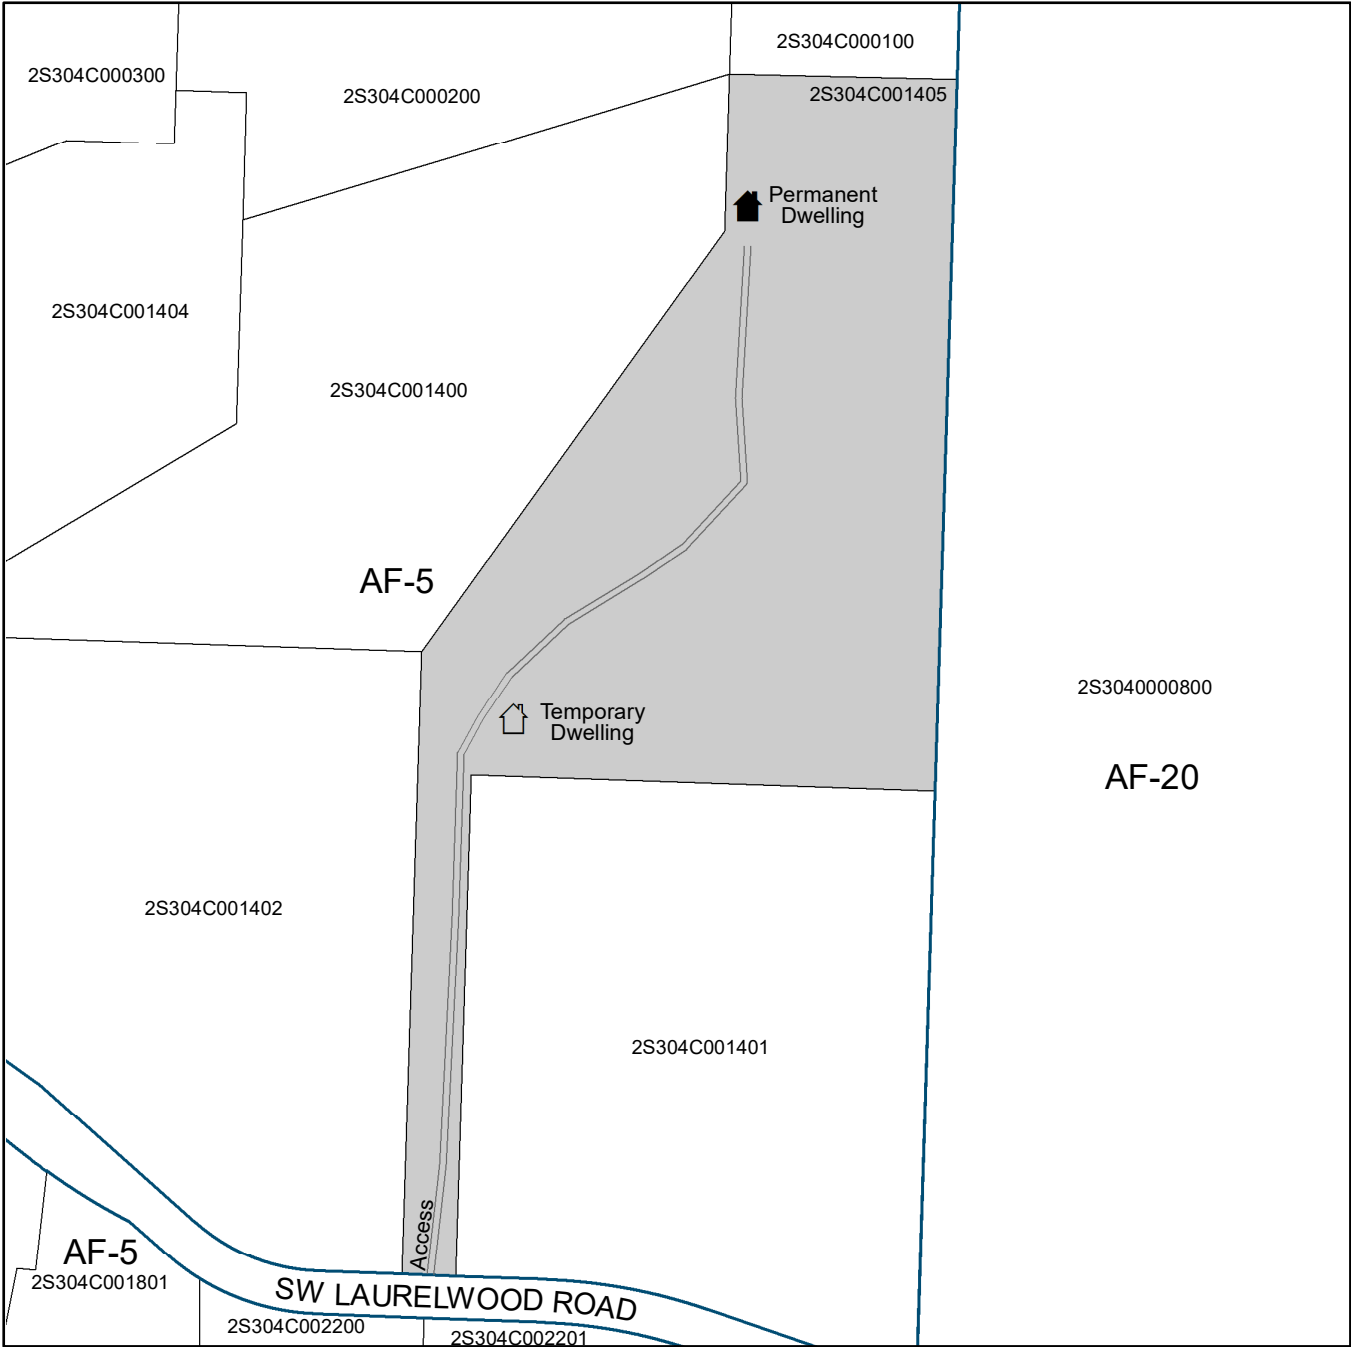 2S304C000100
2S304C000300
2S304C000200
2S304C001405
Permanent
Dwelling
2S304C001404
2S304C001400
AF-5
2S3040000800
Temporary
Dwelling
AF-20
2S304C001402
2S304C001401
Access
AF-5
2S304C001801
SW LAURELWOOD ROAD
2S304C002200
2S304C002201